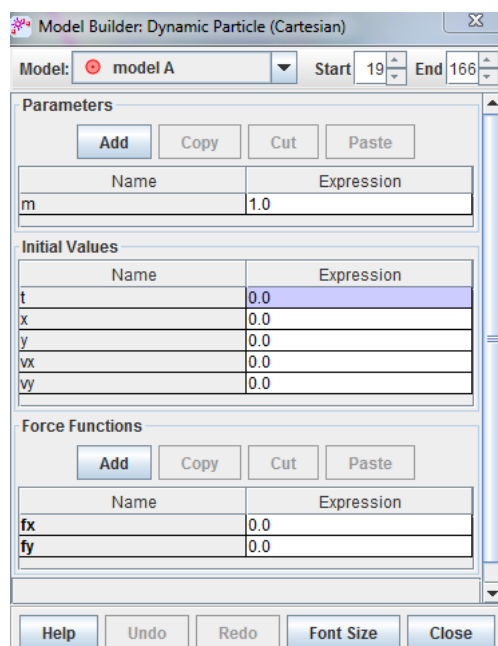 Model Builder: Dynamic Particle (Cartesian)
Model: model A Start 19 End 166
Parameters
Add Copy Cut Paste
Name Expression
m 1.0
Initial Values
Name Expression
t 0.0
x 0.0
y 0.0
vx 0.0
vy 0.0
Force Functions
Add Copy Cut Paste
Name Expression
fx 0.0
fy 0.0
Help Undo Redo Font Size Close